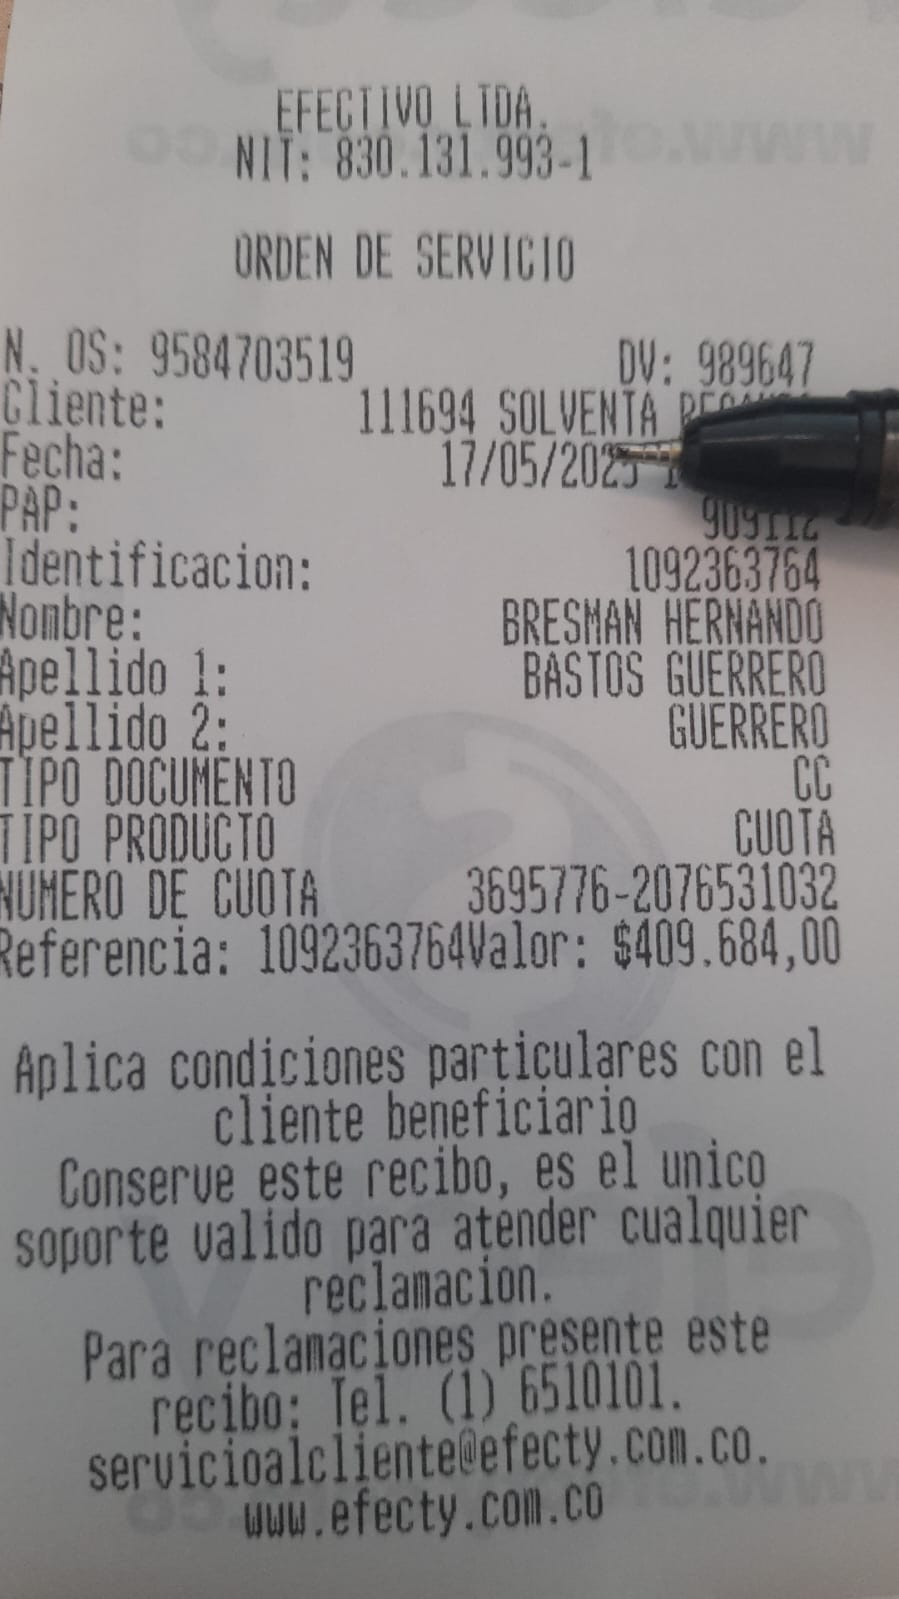 EFECTIVO LTDA.
NIT: 830.131.993-1
ORDEN DE SERVICIO
N. OS: 9584703519 DV: 989647
Cliente: 111694 SOLVENTA
Fecha: 17/05/2023
PAP: 909112
Identificacion: 1092363764
Nombre: BRESMAN HERNANDO
Apellido 1: BASTOS GUERRERO
Apellido 2: GUERRERO
TIPO DOCUMENTO CC
TIPO PRODUCTO CUOTA
NUMERO DE CUOTA 3695776-2076531032
Referencia: 1092363764Valor: $409.684,00
Aplica condiciones particulares con el
cliente beneficiario
Conserve este recibo, es el unico
soporte valido para atender cualquier
reclamacion.
Para reclamaciones presente este
recibo: Tel. (1) 6510101.
servicioalcliente@efecty.com.co.
www.efecty.com.co